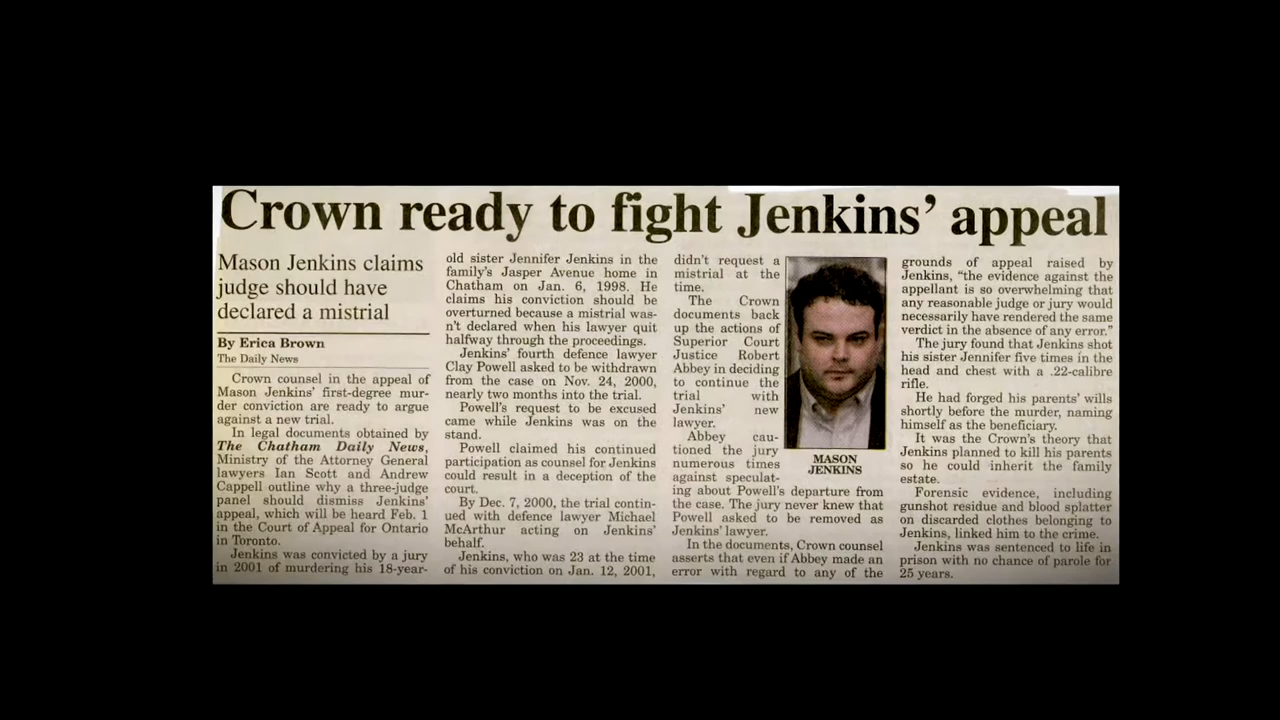 Crown ready to fight Jenkins' appeal
Mason Jenkins claims
judge should have
declared a mistrial
By Erica Brown
The Daily News
Crown counsel in the appeal of
Mason Jenkins' first-degree mur-
der conviction are ready to argue
against a new trial.
In legal documents obtained by
The Chatham Daily News,
Ministry of the Attorney General
lawyers Ian Scott and Andrew
Cappell outline why a three-judge
panel should dismiss Jenkins'
appeal, which will be heard Feb. 1
in the Court of Appeal for Ontario
in Toronto.
Jenkins was convicted by a jury
in 2001 of murdering his 18-year-
old sister Jennifer Jenkins in the
family's Jasper Avenue home in
Chatham on Jan. 6, 1998. He
claims his conviction should be
overturned because a mistrial was-
n't declared when his lawyer quit
halfway through the proceedings.
Jenkins' fourth defence lawyer
Clay Powell asked to be withdrawn
from the case on Nov. 24, 2000,
nearly two months into the trial.
Powell's request to be excused
came while Jenkins was on the
stand.
Powell claimed his continued
participation as counsel for Jenkins
could result in a deception of the
court.
By Dec. 7, 2000, the trial contin-
ued with defence lawyer Michael
McArthur acting on Jenkins'
behalf.
Jenkins, who was 23 at the time
of his conviction on Jan. 12, 2001,
didn't request a
mistrial at the
time.
The Crown
documents back
up the actions of
Superior Court
Justice Robert
Abbey in deciding
to continue the
trial with
Jenkins' new
lawyer.
Abbey cau-
tioned the jury
numerous times
against speculat-
ing about Powell's departure from
the case. The jury never knew that
Powell asked to be removed as
Jenkins' lawyer.
In the documents, Crown counsel
asserts that even if Abbey made an
error with regard to any of the
MASON
JENKINS
grounds of appeal raised by
Jenkins, "the evidence against the
appellant is so overwhelming that
any reasonable judge or jury would
necessarily have rendered the same
verdict in the absence of any error."
The jury found that Jenkins shot
his sister Jennifer five times in the
head and chest with a .22-calibre
rifle.
He had forged his parents' wills
shortly before the murder, naming
himself as the beneficiary.
It was the Crown's theory that
Jenkins planned to kill his parents
so he could inherit the family
estate.
Forensic evidence, including
gunshot residue and blood splatter
on discarded clothes belonging to
Jenkins, linked him to the crime.
Jenkins was sentenced to life in
prison with no chance of parole for
25 years.